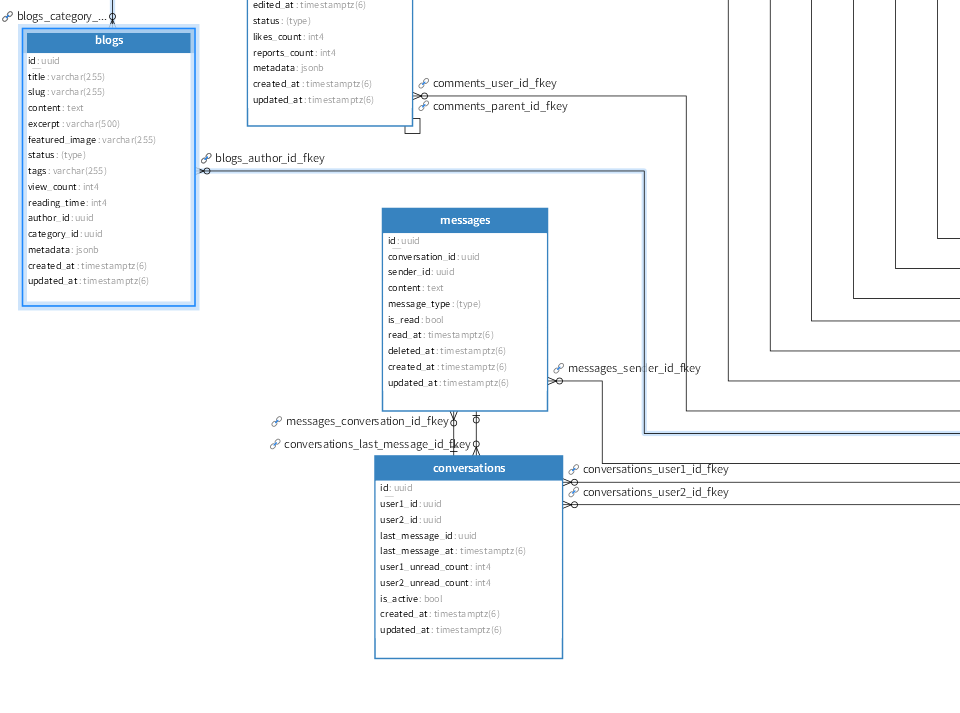 blogs_category_...
blogs
id: uuid
title: varchar(255)
slug: varchar(255)
content: text
excerpt: varchar(500)
featured_image: varchar(255)
status: (type)
tags: varchar(255)
view_count: int4
reading_time: int4
author_id: uuid
category_id: uuid
metadata: jsonb
created_at: timestamptz(6)
updated_at: timestamptz(6)
edited_at: timestamptz(6)
status: (type)
likes_count: int4
reports_count: int4
metadata: jsonb
created_at: timestamptz(6)
updated_at: timestamptz(6)
comments_user_id_fkey
comments_parent_id_fkey
blogs_author_id_fkey
messages
id: uuid
conversation_id: uuid
sender_id: uuid
content: text
message_type: (type)
is_read: bool
read_at: timestamptz(6)
deleted_at: timestamptz(6)
created_at: timestamptz(6)
updated_at: timestamptz(6)
messages_sender_id_fkey
messages_conversation_id_fkey
conversations_last_message_id_fkey
conversations
id: uuid
user1_id: uuid
user2_id: uuid
last_message_id: uuid
last_message_at: timestamptz(6)
user1_unread_count: int4
user2_unread_count: int4
is_active: bool
created_at: timestamptz(6)
updated_at: timestamptz(6)
conversations_user1_id_fkey
conversations_user2_id_fkey